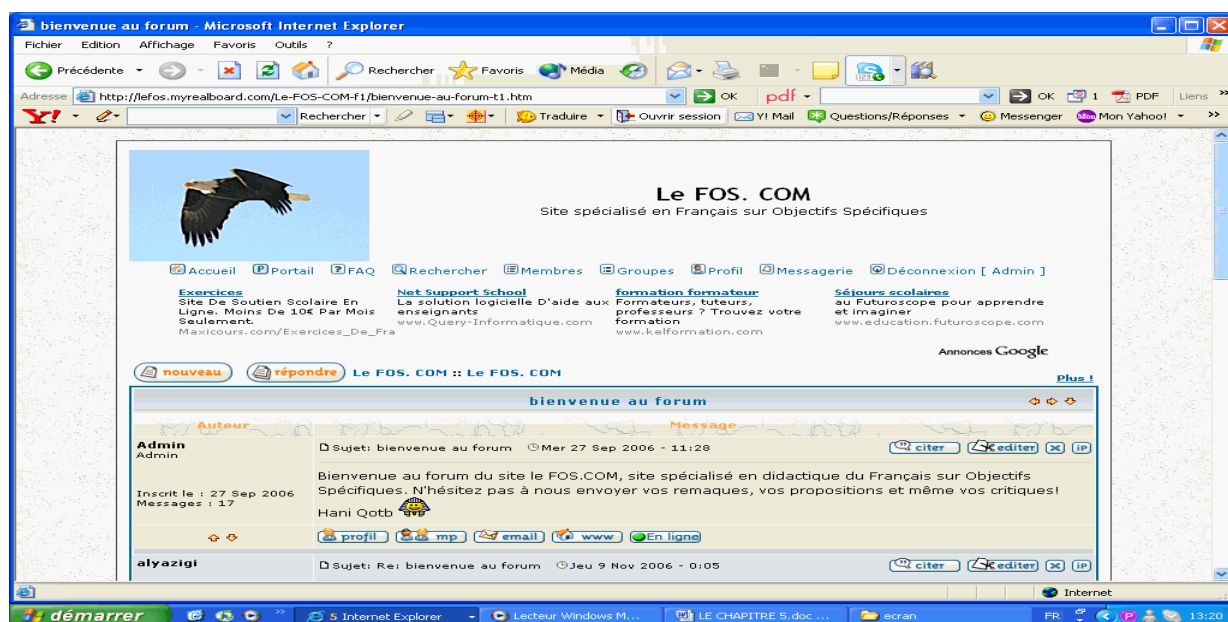 bienvenue au forum - Microsoft Internet Explorer
Fichier Edition Affichage Favoris Outils ?
Précédente Rechercher Favoris Média
Adresse http://lefos.myrealboard.com/Le-FOS-COM-f1/bienvenue-au-forum-t1.htm OK pdf OK 1 PDF Liens »
Y! Rechercher Traduire Ouvrir session Y! Mail Questions/Réponses Messenger Mon Yahoo! »
Le FOS. COM
Site spécialisé en Français sur Objectifs Spécifiques
Accueil Portail FAQ Rechercher Membres Groupes Profil Messagerie Déconnexion [ Admin ]
Exercices Net Support School formation formateur Séjours scolaires
Site De Soutien Scolaire En La solution logicielle D'aide aux Formateurs, tuteurs, au Futuroscope pour apprendre
Ligne. Moins De 10€ Par Mois enseignants professeurs ? Trouvez votre et imaginer
Seulement. www.Query-Informatique.com formation www.education.futuroscope.com
Maxicours.com/Exercices_De_Fra www.kelformation.com
Annonces Google
nouveau répondre Le FOS. COM :: Le FOS. COM
Plus !
bienvenue au forum
Auteur Message
Admin
Admin
Sujet: bienvenue au forum Mer 27 Sep 2006 - 11:28 citer editer X IP
Bienvenue au forum du site le FOS.COM, site spécialisé en didactique du Français sur Objectifs
Spécifiques. N'hésitez pas à nous envoyer vos remaques, vos propositions et même vos critiques!
Hani Qotb
Inscrit le : 27 Sep 2006
Messages : 17
profil mp email www En ligne
alyazigi Sujet: Re: bienvenue au forum Jeu 9 Nov 2006 - 0:05 citer editer X IP
Internet
démarrer » 5 Internet Explorer Lecteur Windows M... LE CHAPITRE 5.doc ... ecran FR 13:20